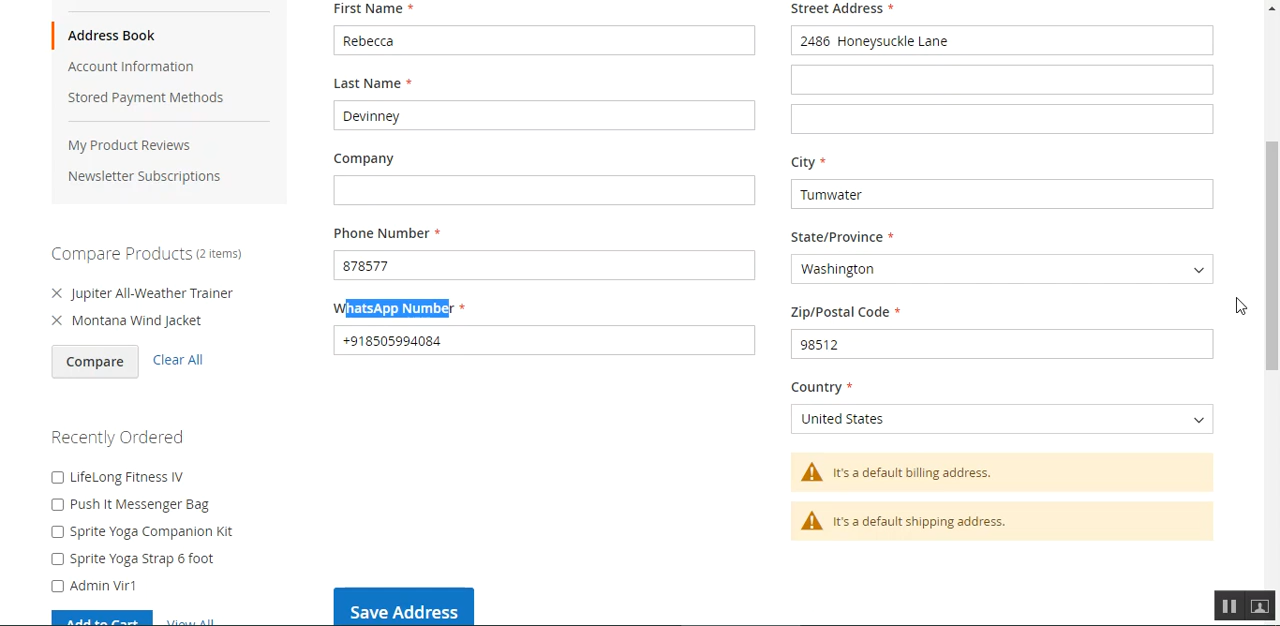 Address Book
Account Information
Stored Payment Methods
My Product Reviews
Newsletter Subscriptions
Compare Products (2 items)
Jupiter All-Weather Trainer
Montana Wind Jacket
Compare Clear All
Recently Ordered
LifeLong Fitness IV
Push It Messenger Bag
Sprite Yoga Companion Kit
Sprite Yoga Strap 6 foot
Admin Vir1
Add to Cart View All
First Name *
Rebecca
Last Name *
Devinney
Company
Phone Number *
878577
WhatsApp Number *
+918505994084
Street Address *
2486  Honeysuckle Lane
City *
Tumwater
State/Province *
Washington
Zip/Postal Code *
98512
Country *
United States
It's a default billing address.
It's a default shipping address.
Save Address